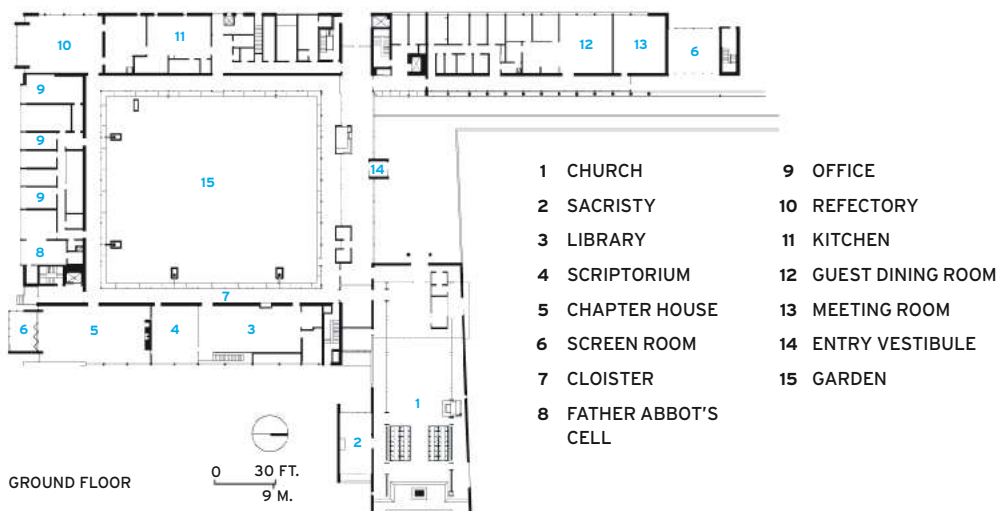 10
11
12
13
6
9
9
14
15
9
8
7
6
5
4
3
1
2
GROUND FLOOR
0 30 FT.
9 M.
1 CHURCH
2 SACRISTY
3 LIBRARY
4 SCRIPTORIUM
5 CHAPTER HOUSE
6 SCREEN ROOM
7 CLOISTER
8 FATHER ABBOT'S
CELL
9 OFFICE
10 REFECTORY
11 KITCHEN
12 GUEST DINING ROOM
13 MEETING ROOM
14 ENTRY VESTIBULE
15 GARDEN